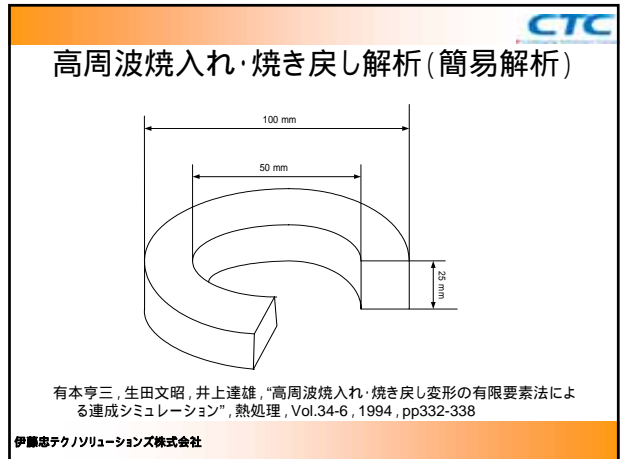 CTC
高周波焼入れ・焼き戻し解析(簡易解析)
100 mm
50 mm
25 mm
有本亨三,生田文昭,井上達雄,“高周波焼入れ・焼き戻し変形の有限要素法によ
る連成シミュレーション”,熱処理,Vol.34-6,1994,pp332-338
伊藤忠テクノソリューションズ株式会社